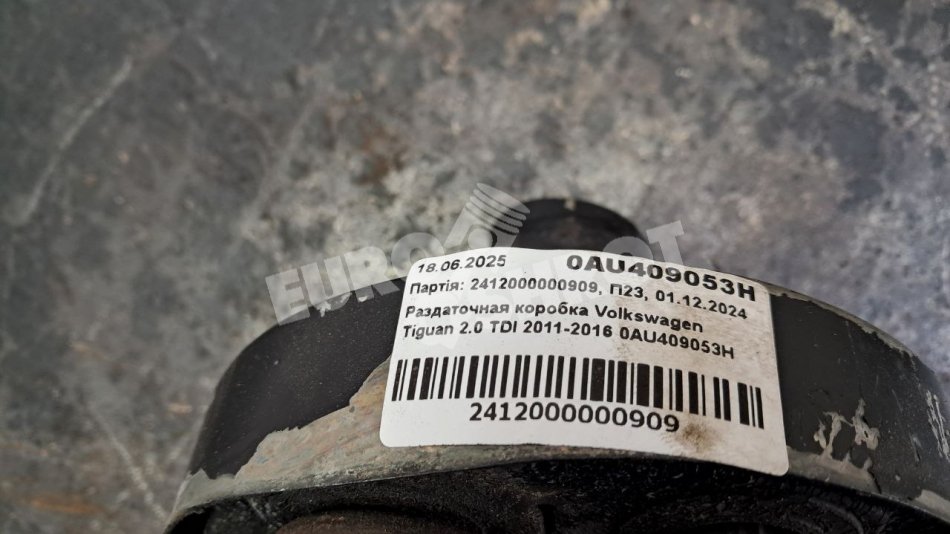 18.06.2025 0AU409053H
Партія: 2412000000909, П23, 01.12.2024
Раздаточная коробка Volkswagen
Tiguan 2.0 TDI 2011-2016 0AU409053H
2412000000909